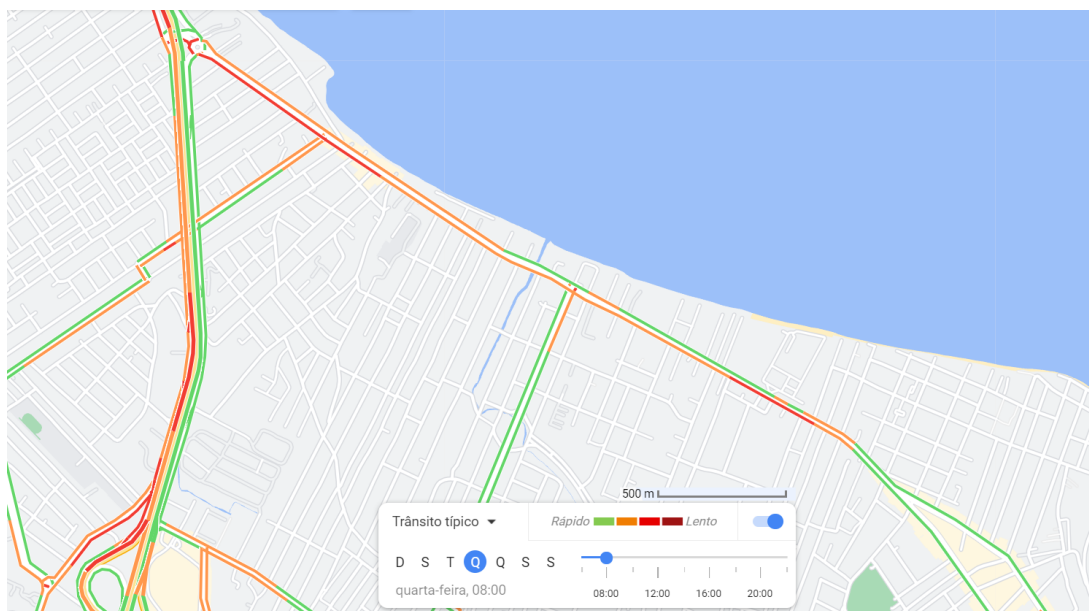 500 m
Trânsito típico
Rápido Lento
D S T Q Q S S
quarta-feira, 08:00
08:00 12:00 16:00 20:00